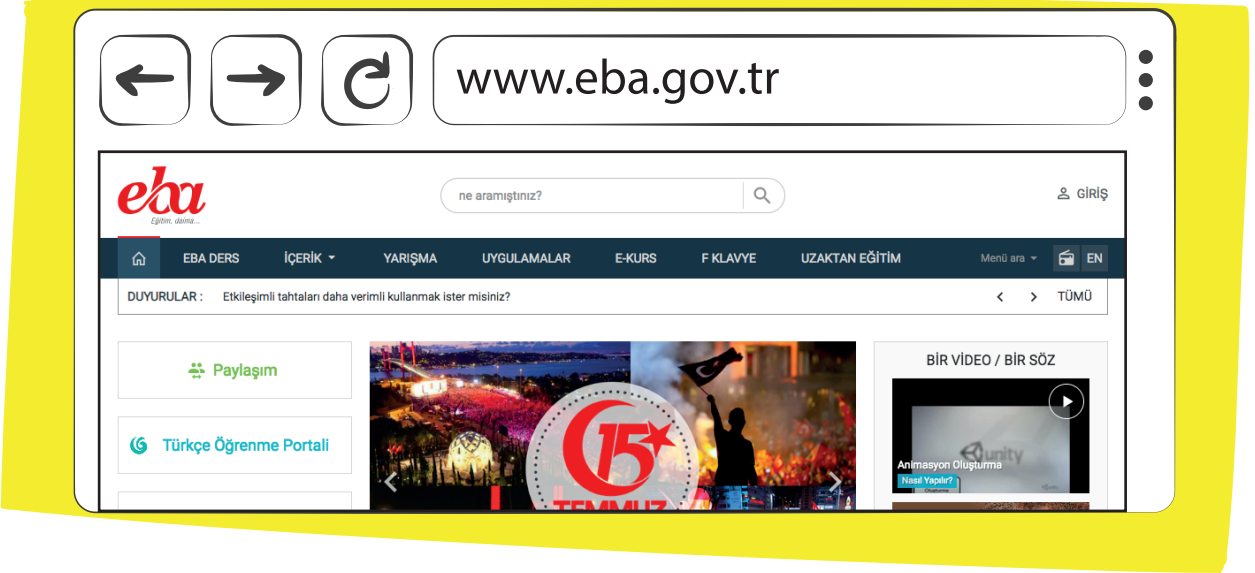 www.eba.gov.tr
eba
Eğitim, daima...
ne aramıştınız?
GİRİŞ
EBA DERS İÇERİK YARIŞMA UYGULAMALAR E-KURS F KLAVYE UZAKTAN EĞİTİM Menü ara EN
DUYURULAR : Etkileşimli tahtaları daha verimli kullanmak ister misiniz? TÜMÜ
Paylaşım
Türkçe Öğrenme Portali
15
TEMMUZ
BİR VİDEO / BİR SÖZ
unity
Animasyon Oluşturma
Nasıl Yapılır?
Oluşturma